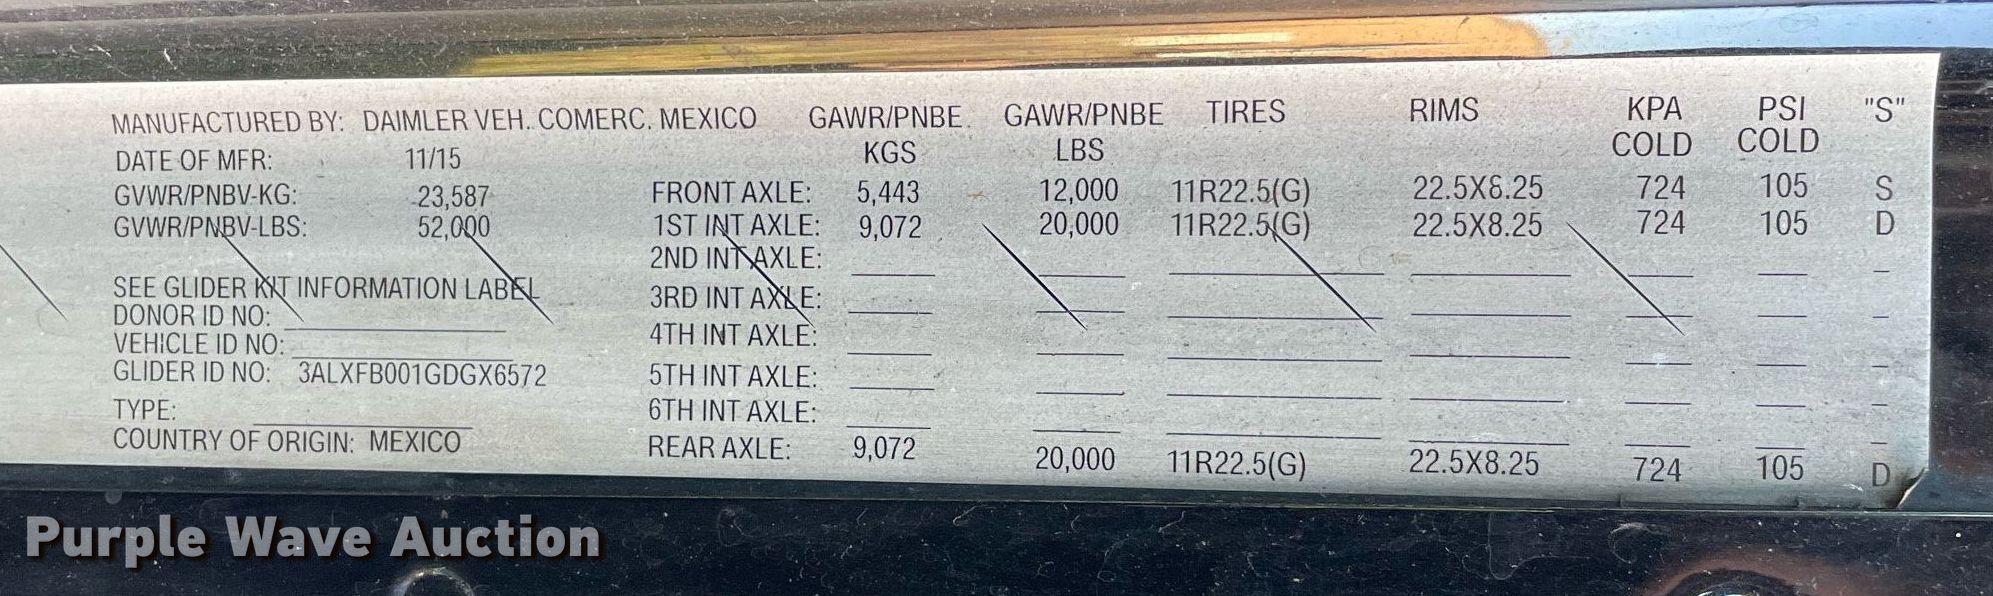 MANUFACTURED BY: DAIMLER VEH. COMERC. MEXICO GAWR/PNBE GAWR/PNBE TIRES RIMS KPA PSI "S"
DATE OF MFR: 11/15 KGS LBS COLD COLD
GVWR/PNBV-KG: 23,587 FRONT AXLE: 5,443 12,000 11R22.5(G) 22.5X8.25 724 105 S
GVWR/PNBV-LBS: 52,000 1ST INT AXLE: 9,072 20,000 11R22.5(G) 22.5X8.25 724 105 D
2ND INT AXLE:
SEE GLIDER KIT INFORMATION LABEL 3RD INT AXLE:
DONOR ID NO:
VEHICLE ID NO: 4TH INT AXLE:
GLIDER ID NO: 3ALXFB001GDGX6572 5TH INT AXLE:
TYPE: 6TH INT AXLE:
COUNTRY OF ORIGIN: MEXICO REAR AXLE: 9,072 20,000 11R22.5(G) 22.5X8.25 724 105 D
Purple Wave Auction